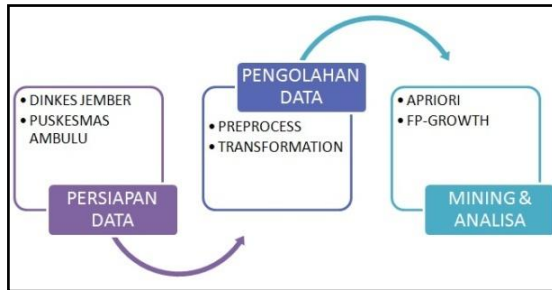 • DINKES JEMBER
• PUSKESMAS
AMBULU
PERSIAPAN
DATA
PENGOLAHAN
DATA
• PREPROCESS
• TRANSFORMATION
• APRIORI
• FP-GROWTH
MINING &
ANALISA